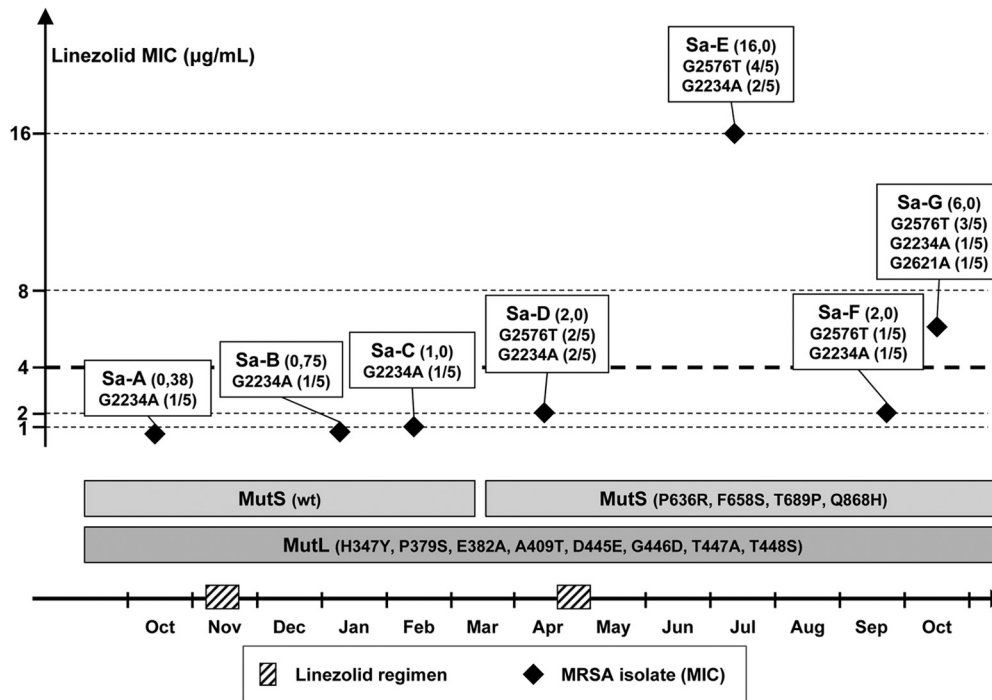 Linezolid MIC (µg/mL)
16
8
4
2
1
Sa-A (0,38)
G2234A (1/5)
Sa-B (0,75)
G2234A (1/5)
Sa-C (1,0)
G2234A (1/5)
Sa-D (2,0)
G2576T (2/5)
G2234A (2/5)
Sa-E (16,0)
G2576T (4/5)
G2234A (2/5)
Sa-F (2,0)
G2576T (1/5)
G2234A (1/5)
Sa-G (6,0)
G2576T (3/5)
G2234A (1/5)
G2621A (1/5)
MutS (wt)
MutS (P636R, F658S, T689P, Q868H)
MutL (H347Y, P379S, E382A, A409T, D445E, G446D, T447A, T448S)
Oct Nov Dec Jan Feb Mar Apr May Jun Jul Aug Sep Oct
Linezolid regimen
MRSA isolate (MIC)